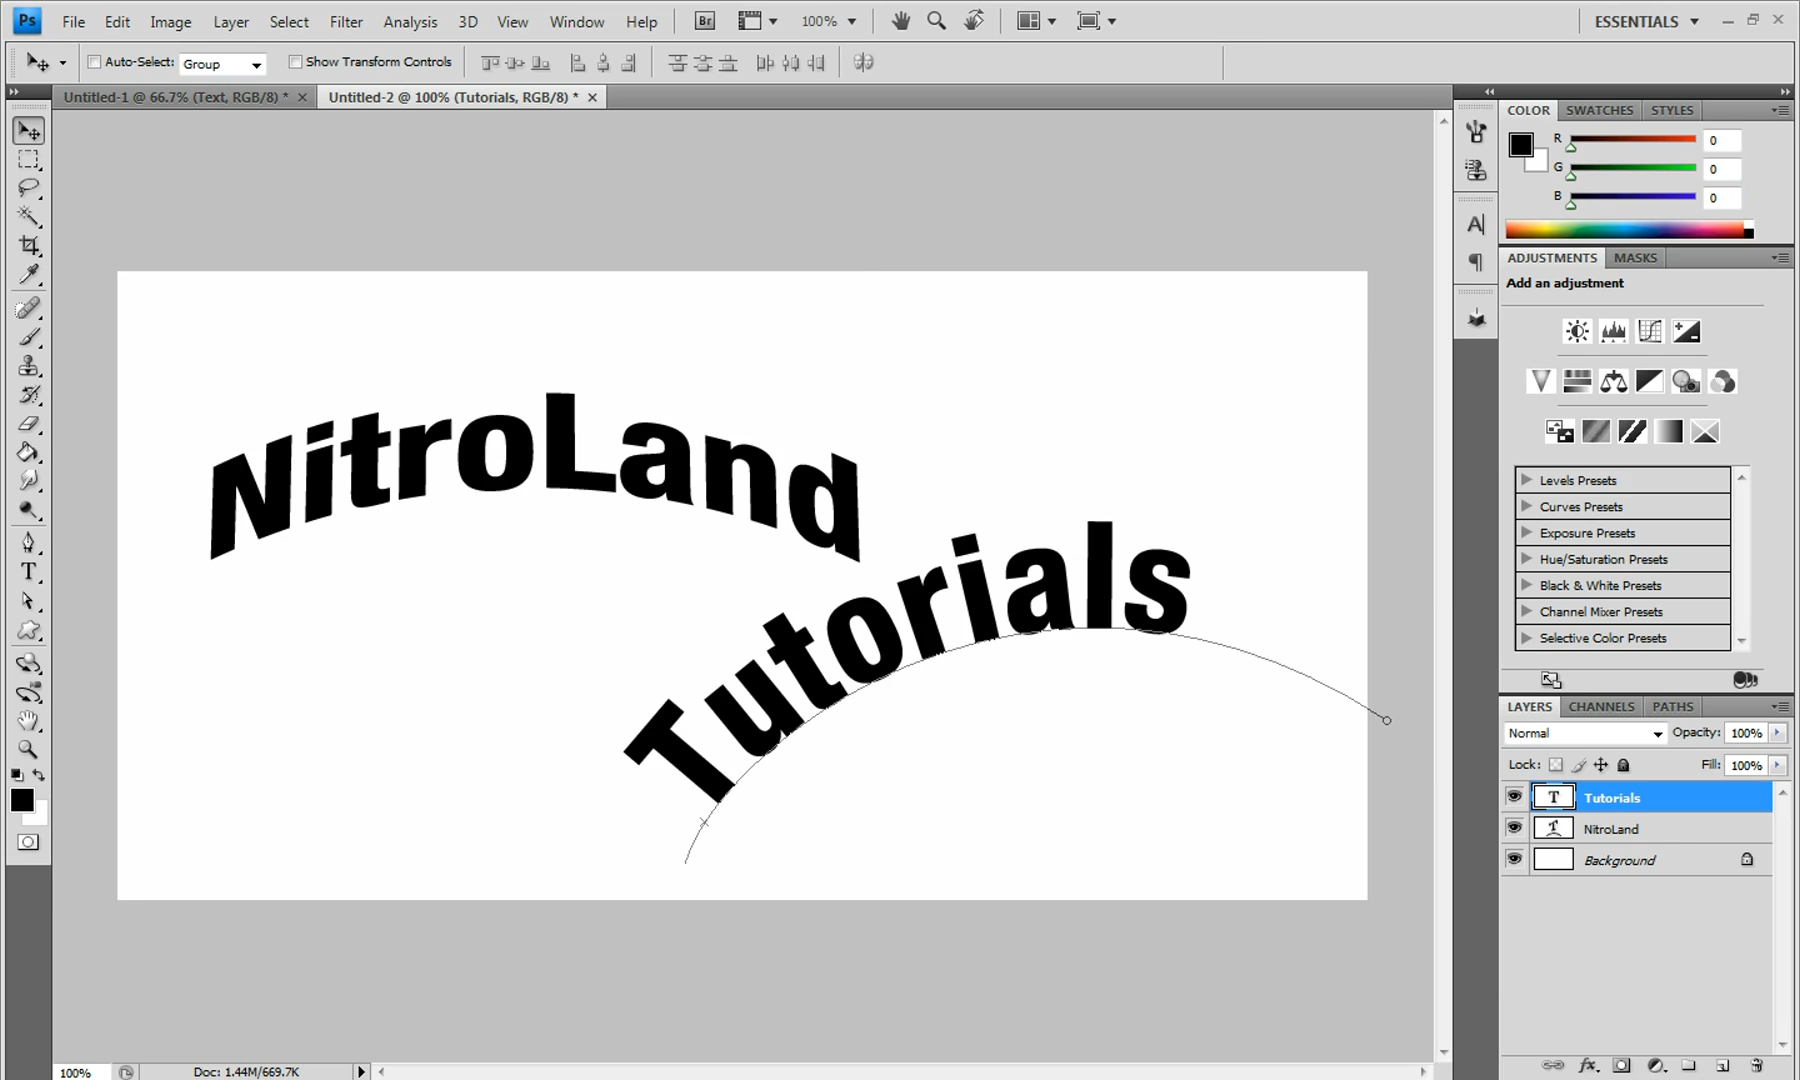 Ps File Edit Image Layer Select Filter Analysis 3D View Window Help Br 100% ESSENTIALS
Auto-Select: Group Show Transform Controls
Untitled-1 @ 66.7% (Text, RGB/8) * Untitled-2 @ 100% (Tutorials, RGB/8) *
COLOR SWATCHES STYLES
R 0
G 0
B 0
ADJUSTMENTS MASKS
Add an adjustment
Levels Presets
Curves Presets
Exposure Presets
Hue/Saturation Presets
Black & White Presets
Channel Mixer Presets
Selective Color Presets
NitroLand
Tutorials
LAYERS CHANNELS PATHS
Normal Opacity: 100%
Lock: Fill: 100%
Tutorials
NitroLand
Background
100% Doc: 1.44M/669.7K